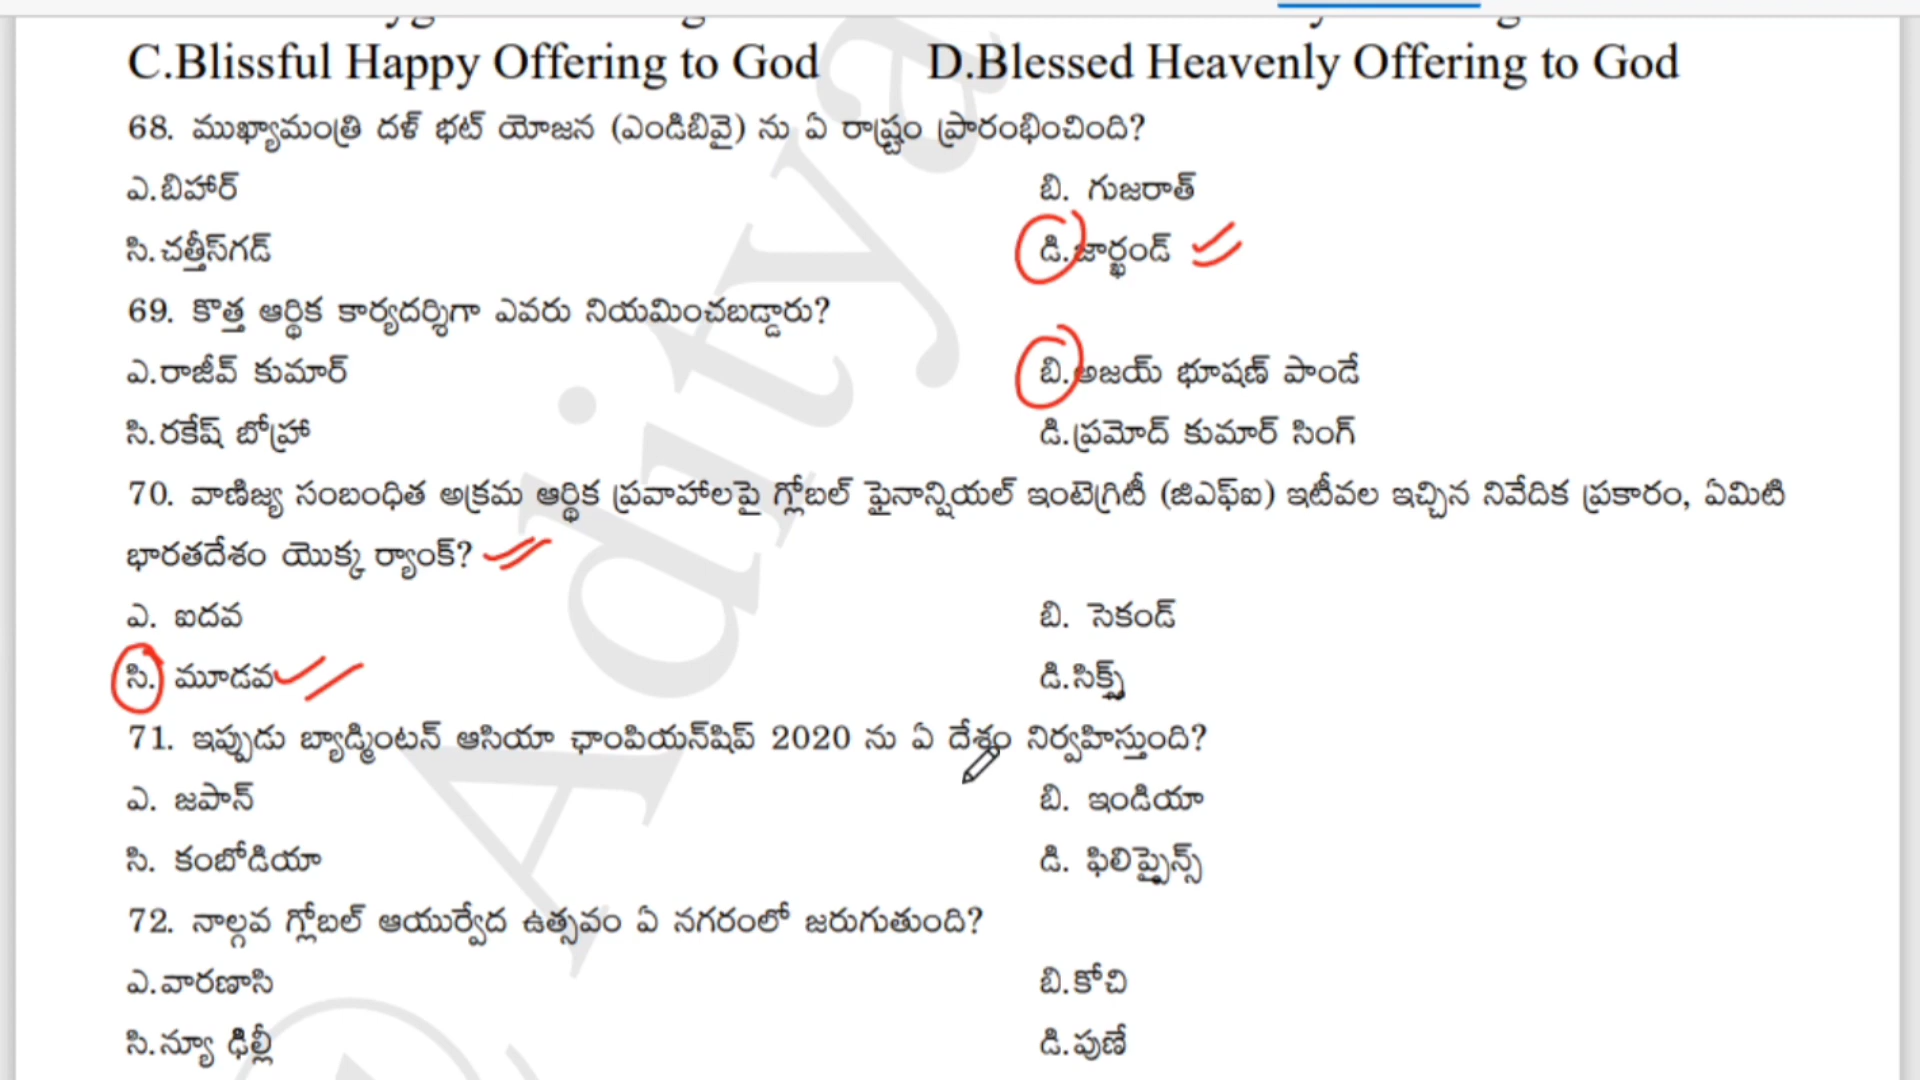 C.Blissful Happy Offering to God D.Blessed Heavenly Offering to God
68. ముఖ్యామంత్రి దళ్ భట్ యోజన (ఎండిబివై) ను ఏ రాష్ట్రం ప్రారంభించింది?
ఎ.బిహార్ బి. గుజరాత్
సి.చత్తీస్‌గడ్ డి.జార్ఖండ్
69. కొత్త ఆర్థిక కార్యదర్శిగా ఎవరు నియమించబడ్డారు?
ఎ.రాజీవ్ కుమార్ బి.అజయ్ భూషణ్ పాండే
సి.రకేష్ బోహ్రా డి.ప్రమోద్ కుమార్ సింగ్
70. వాణిజ్య సంబంధిత అక్రమ ఆర్థిక ప్రవాహాలపై గ్లోబల్ ఫైనాన్షియల్ ఇంటెగ్రిటీ (జిఎఫ్ఐ) ఇటీవల ఇచ్చిన నివేదిక ప్రకారం, ఏమిటి
భారతదేశం యొక్క ర్యాంక్?
ఎ. ఐదవ బి. సెకండ్
సి. మూడవ డి.సిక్స్త్
71. ఇప్పుడు బ్యాడ్మింటన్ ఆసియా ఛాంపియన్‌షిప్ 2020 ను ఏ దేశం నిర్వహిస్తుంది?
ఎ. జపాన్ బి. ఇండియా
సి. కంబోడియా డి. ఫిలిప్పైన్స్
72. నాల్గవ గ్లోబల్ ఆయుర్వేద ఉత్సవం ఏ నగరంలో జరుగుతుంది?
ఎ.వారణాసి బి.కోచి
సి.న్యూ ఢిల్లీ డి.పుణే
@ Aditya